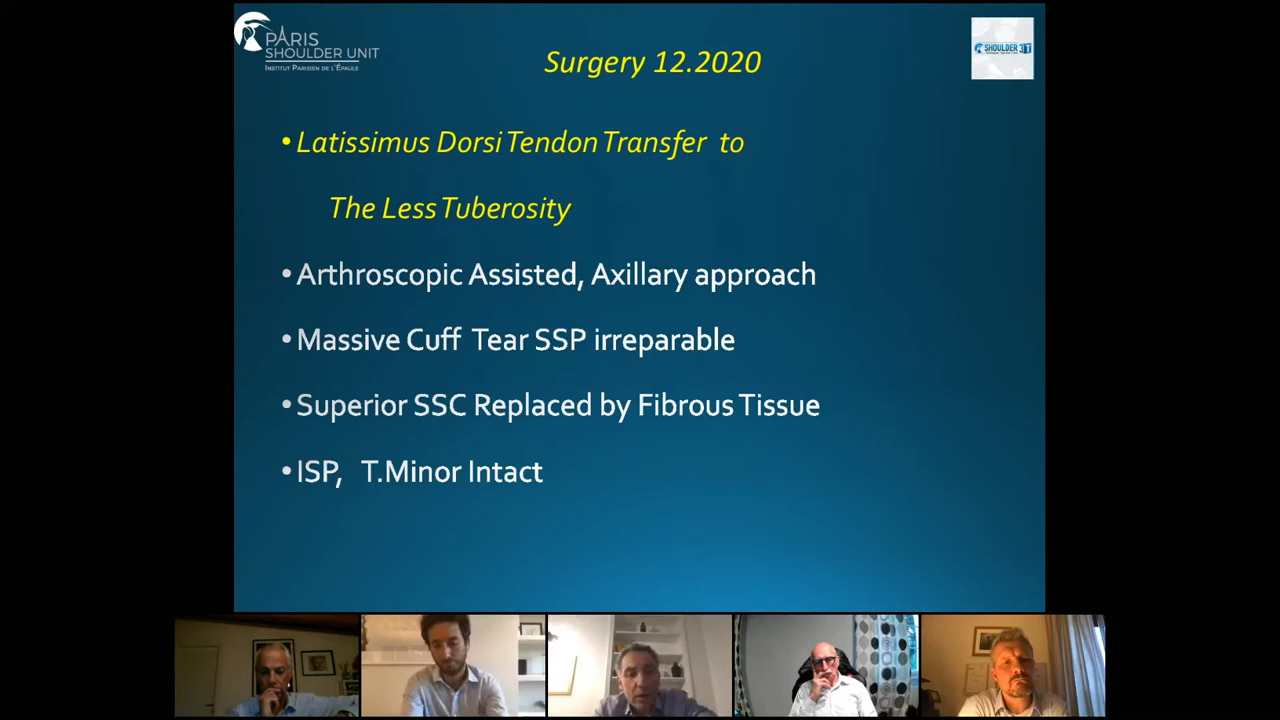 PARIS
SHOULDER UNIT
INSTITUT PARISIEN DE L'ÉPAULE
SHOULDER
Surgery 12.2020
•Latissimus Dorsi Tendon Transfer to
The Less Tuberosity
•Arthroscopic Assisted, Axillary approach
•Massive Cuff Tear SSP irreparable
•Superior SSC Replaced by Fibrous Tissue
•ISP, T.Minor Intact